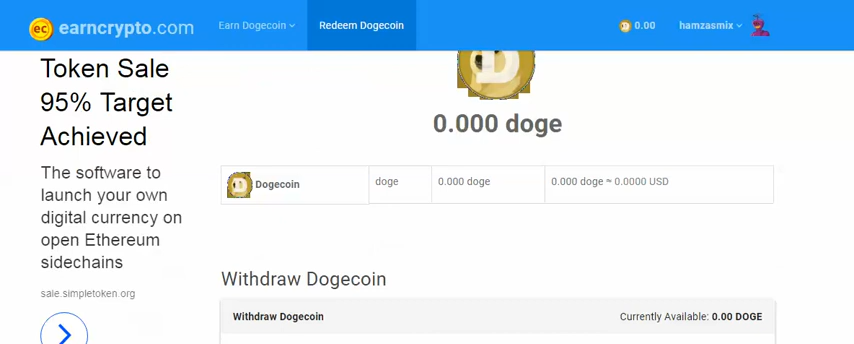 ec earncrypto.com Earn Dogecoin Redeem Dogecoin 0.00 hamzasmix
Token Sale
95% Target
Achieved
The software to
launch your own
digital currency on
open Ethereum
sidechains
sale.simpletoken.org
0.000 doge
Dogecoin doge 0.000 doge 0.000 doge ≈ 0.0000 USD
Withdraw Dogecoin
Withdraw Dogecoin Currently Available: 0.00 DOGE